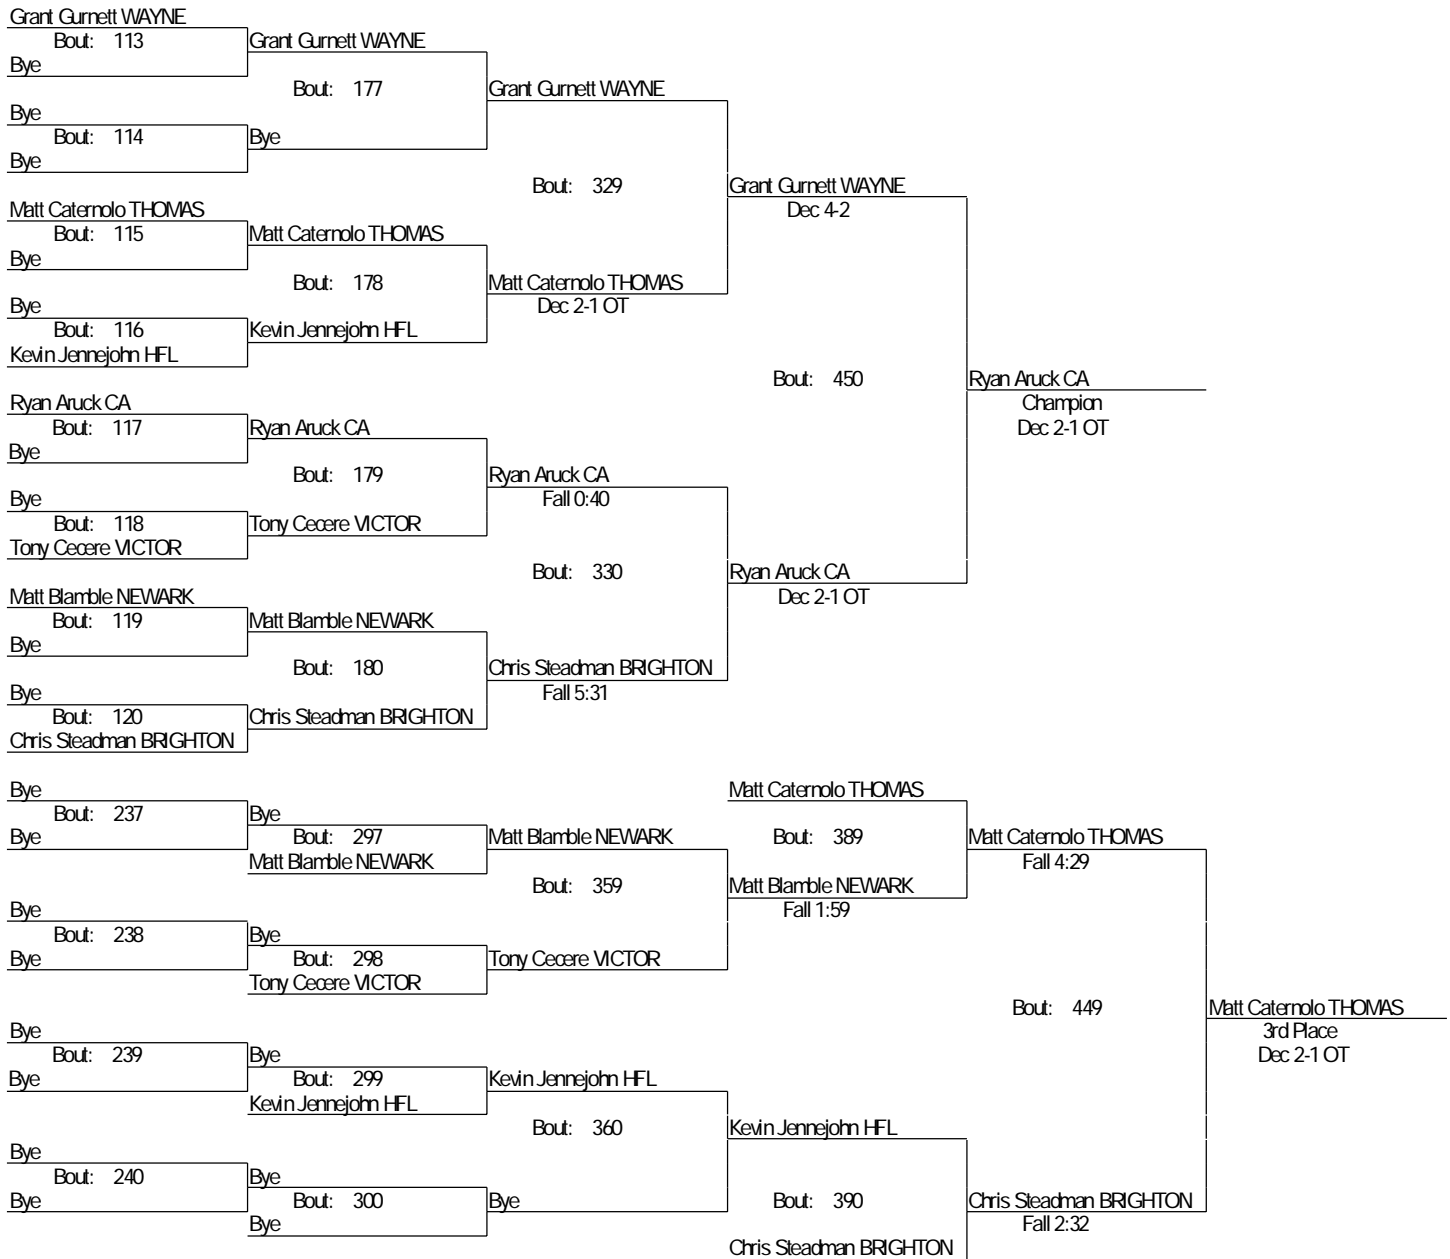 Grant Gurnett WAYNE
Bout: 113 Grant Gurnett WAYNE
Bye
Bout: 177 Grant Gurnett WAYNE
Bye
Bout: 114 Bye
Bye
Bout: 329 Grant Gurnett WAYNE
Matt Caternolo THOMAS Dec 4-2
Bout: 115 Matt Caternolo THOMAS
Bye
Bout: 178 Matt Caternolo THOMAS
Bye Dec 2-1 OT
Bout: 116 Kevin Jennejohn HFL
Kevin Jennejohn HFL
Bout: 450 Ryan Aruck CA
Ryan Aruck CA Champion
Bout: 117 Ryan Aruck CA Dec 2-1 OT
Bye
Bout: 179 Ryan Aruck CA
Bye Fall 0:40
Bout: 118 Tony Cecere VICTOR
Tony Cecere VICTOR
Bout: 330 Ryan Aruck CA
Matt Blamble NEWARK Dec 2-1 OT
Bout: 119 Matt Blamble NEWARK
Bye
Bout: 180 Chris Steadman BRIGHTON
Bye Fall 5:31
Bout: 120 Chris Steadman BRIGHTON
Chris Steadman BRIGHTON
Bye Matt Caternolo THOMAS
Bout: 237 Bye
Bye Bout: 297 Matt Blamble NEWARK Bout: 389 Matt Caternolo THOMAS
Matt Blamble NEWARK Fall 4:29
Bout: 359 Matt Blamble NEWARK
Bye Fall 1:59
Bout: 238 Bye
Bye Bout: 298 Tony Cecere VICTOR
Tony Cecere VICTOR
Bout: 449 Matt Caternolo THOMAS
Bye 3rd Place
Bout: 239 Bye Dec 2-1 OT
Bye Bout: 299 Kevin Jennejohn HFL
Kevin Jennejohn HFL
Bout: 360 Kevin Jennejohn HFL
Bye
Bout: 240 Bye
Bye Bout: 300 Bye Bout: 390 Chris Steadman BRIGHTON
Bye Fall 2:32
Chris Steadman BRIGHTON